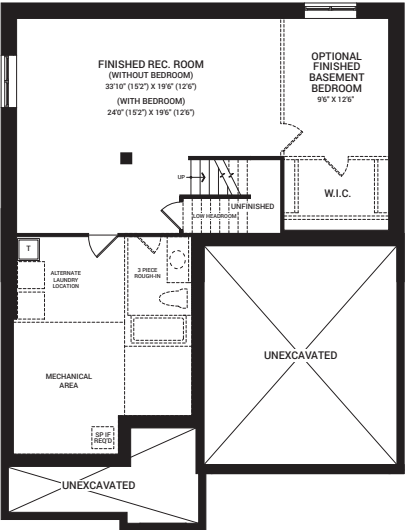 FINISHED REC. ROOM
(WITHOUT BEDROOM)
33'10" (15'2") X 19'6" (12'6")
(WITH BEDROOM)
24'0" (15'2") X 19'6" (12'6")
OPTIONAL
FINISHED
BASEMENT
BEDROOM
9'6" X 12'6"
UP
W.I.C.
UNFINISHED
LOW HEADROOM
T
ALTERNATE
LAUNDRY
LOCATION
3-PIECE
ROUGH-IN
UNEXCAVATED
MECHANICAL
AREA
SP IF
REQ'D
UNEXCAVATED